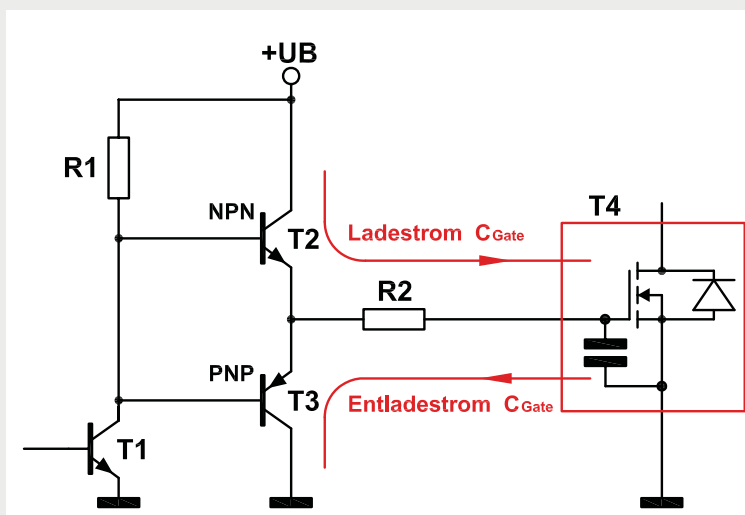 +UB
R1
NPN
T2
Ladestrom CGate
T4
R2
PNP
T3
Entladestrom CGate
T1